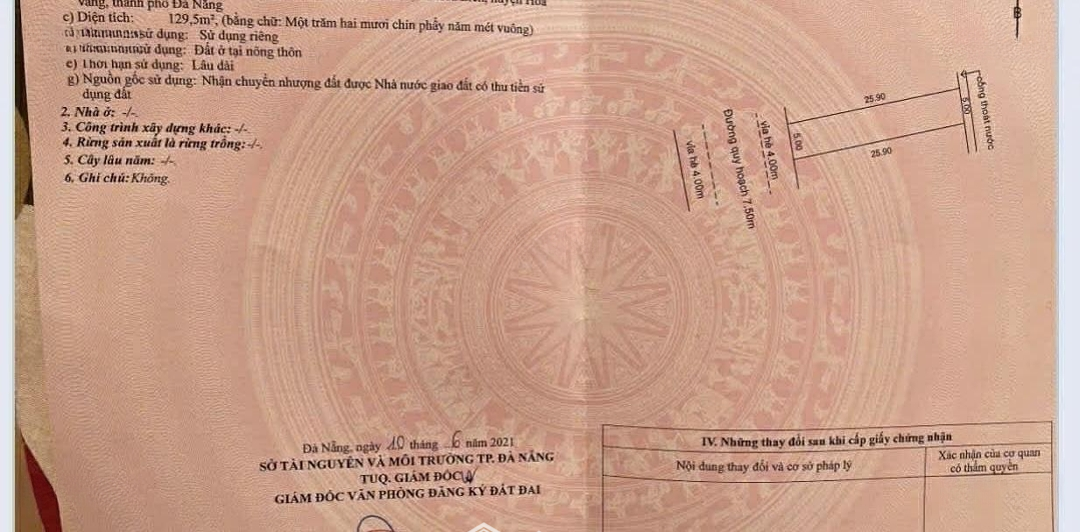 vang, thành phố Đà Nẵng
c) Diện tích: 129,5m², (bằng chữ: Một trăm hai mươi chín phẩy năm mét vuông)
sử dụng: Sử dụng riêng
sử dụng: Đất ở tại nông thôn
e) Thời hạn sử dụng: Lâu dài
g) Nguồn gốc sử dụng: Nhận chuyển nhượng đất được Nhà nước giao đất có thu tiền sử
dụng đất
2. Nhà ở: -/-.
3. Công trình xây dựng khác: -/-.
4. Rừng sản xuất là rừng trồng: -/-.
5. Cây lâu năm: -/-.
6. Ghi chú: Không.
B
25.90
5.00
cống thoát nước
25.90
5.00
vỉa hè 4.00m
Đường quy hoạch 7.50m
vỉa hè 4.00m
Đà Nẵng, ngày 10 tháng 6 năm 2021
SỞ TÀI NGUYÊN VÀ MÔI TRƯỜNG TP. ĐÀ NẴNG
TUQ. GIÁM ĐỐC
GIÁM ĐỐC VĂN PHÒNG ĐĂNG KÝ ĐẤT ĐAI
IV. Những thay đổi sau khi cấp giấy chứng nhận
Nội dung thay đổi và cơ sở pháp lý
Xác nhận của cơ quan
có thẩm quyền